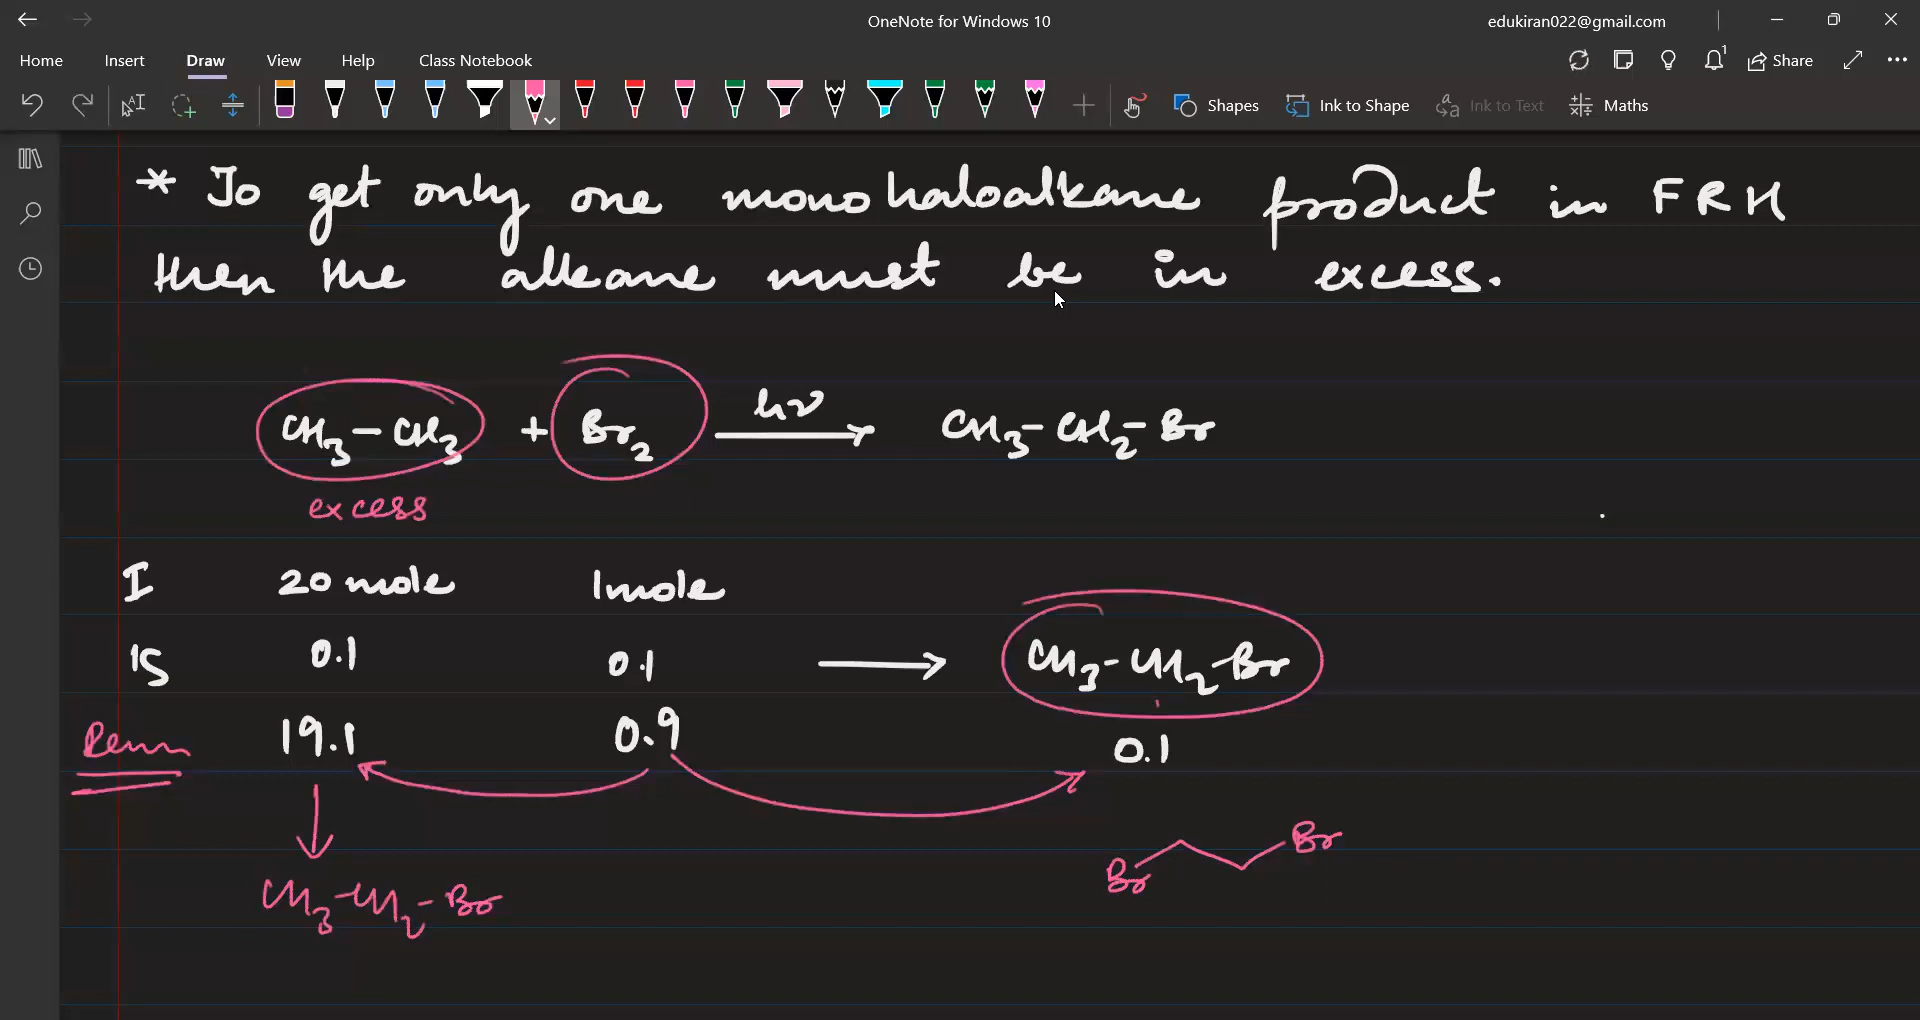 OneNote for Windows 10
edukiran022@gmail.com
Home Insert Draw View Help Class Notebook
1 Share
Shapes Ink to Shape Ink to Text Maths
* To get only one monohaloalkane product in FRH
then the alkane must be in excess.
CH3-CH3 + Br2 hν → CH3-CH2-Br
excess
I 20 mole 1mole
1S 0.1 0.1 → CH3-CH2-Br
Rem 19.1 0.9 0.1
Br Br
CH3-CH2-Br